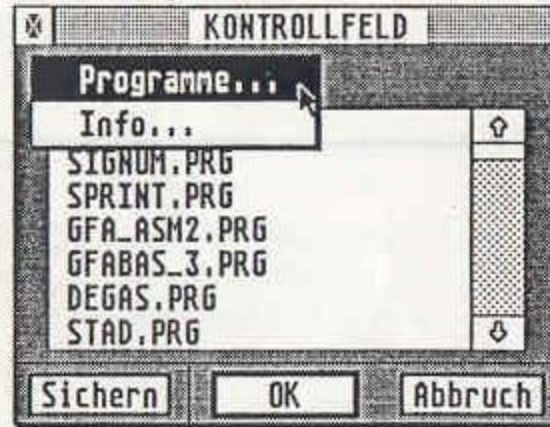 KONTROLLFELD
Programme...
Info...
SIGNUM.PRG
SPRINT.PRG
GFA_ASM2.PRG
GFABAS_3.PRG
DEGAS.PRG
STAD.PRG
Sichern OK Abbruch